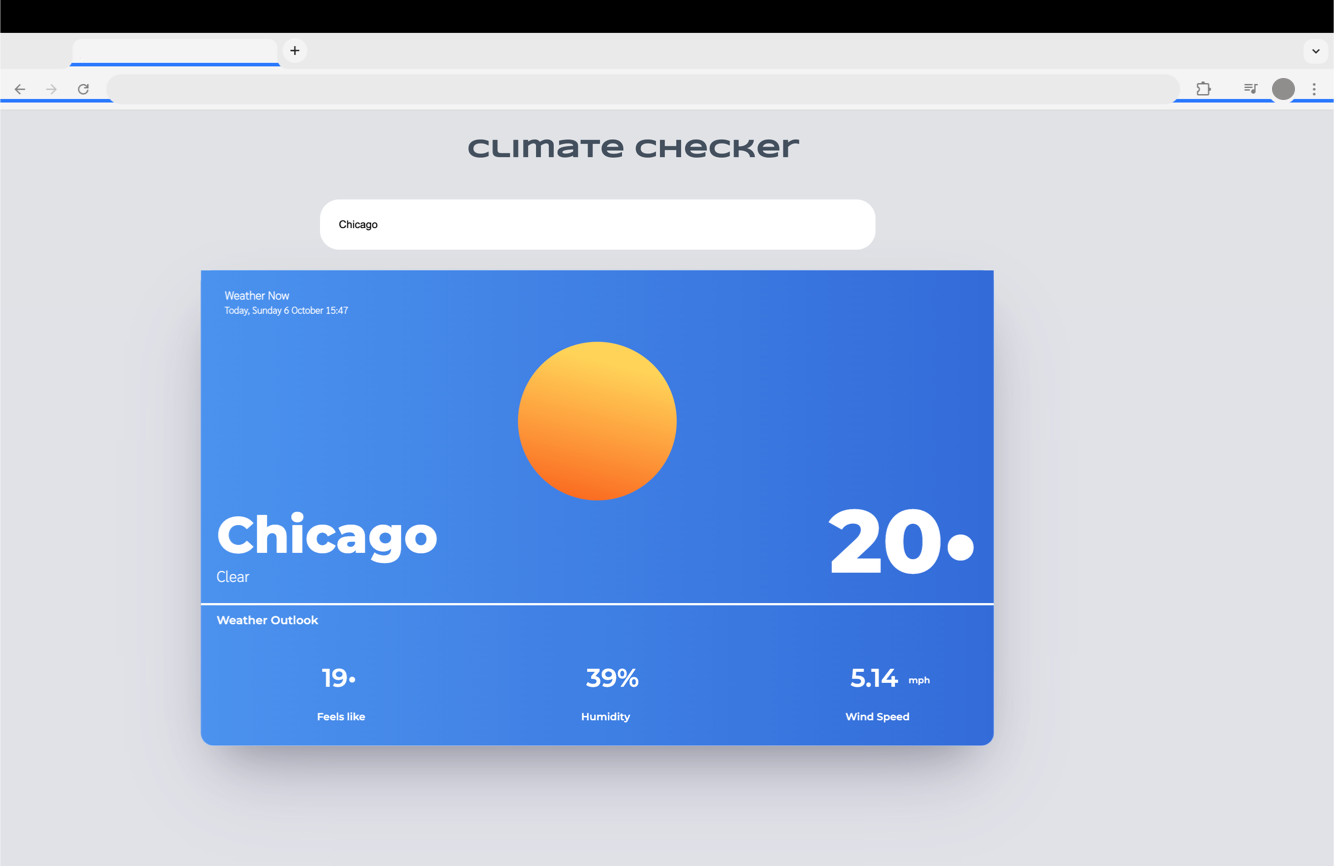 CLIMATE CHECKER
Chicago
Weather Now
Today, Sunday 6 October 15:47
Chicago
20•
Clear
Weather Outlook
19•
39%
5.14 mph
Feels like
Humidity
Wind Speed